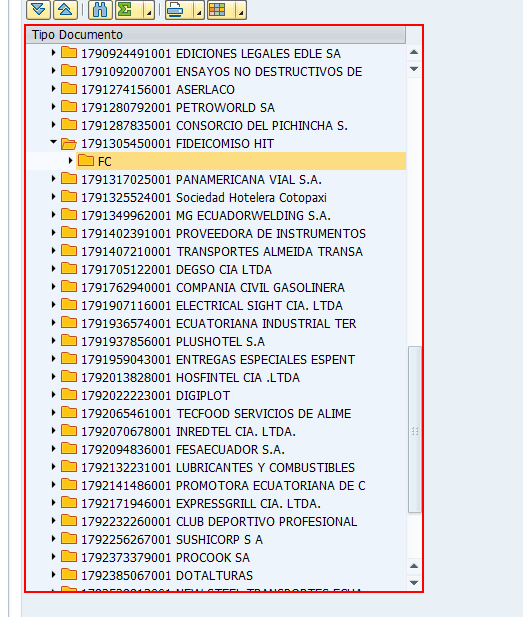 Tipo Documento
1790924491001 EDICIONES LEGALES EDLE SA
1791092007001 ENSAYOS NO DESTRUCTIVOS DE
1791274156001 ASERLACO
1791280792001 PETROWORLD SA
1791287835001 CONSORCIO DEL PICHINCHA S.
1791305450001 FIDEICOMISO HIT
FC
1791317025001 PANAMERICANA VIAL S.A.
1791325524001 Sociedad Hotelera Cotopaxi
1791349962001 MG ECUADORWELDING S.A.
1791402391001 PROVEEDORA DE INSTRUMENTOS
1791407210001 TRANSPORTES ALMEIDA TRANSA
1791705122001 DEGSO CIA LTDA
1791762940001 COMPANIA CIVIL GASOLINERA
1791907116001 ELECTRICAL SIGHT CIA. LTDA
1791936574001 ECUATORIANA INDUSTRIAL TER
1791937856001 PLUSHOTEL S.A
1791959043001 ENTREGAS ESPECIALES ESPENT
1792013828001 HOSFINTEL CIA .LTDA
1792022223001 DIGIPLOT
1792065461001 TECFOOD SERVICIOS DE ALIME
1792070678001 INREDTEL CIA. LTDA.
1792094836001 FESAECUADOR S.A.
1792132231001 LUBRICANTES Y COMBUSTIBLES
1792141486001 PROMOTORA ECUATORIANA DE C
1792171946001 EXPRESSGRILL CIA. LTDA.
1792232260001 CLUB DEPORTIVO PROFESIONAL
1792256267001 SUSHICORP S A
1792373379001 PROCOOK SA
1792385067001 DOTALTURAS
NEW STEEL TRANSPORTES ECUA